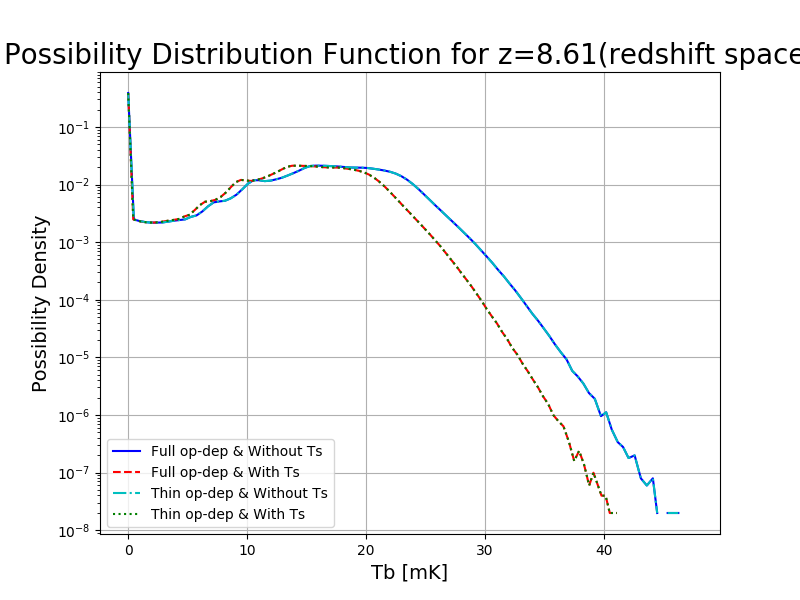 Possibility Distribution Function for z=8.61(redshift space
Possibility Density
10⁻¹
10⁻²
10⁻³
10⁻⁴
10⁻⁵
10⁻⁶
10⁻⁷
10⁻⁸
Full op-dep & Without Ts
Full op-dep & With Ts
Thin op-dep & Without Ts
Thin op-dep & With Ts
0 10 20 30 40
Tb [mK]